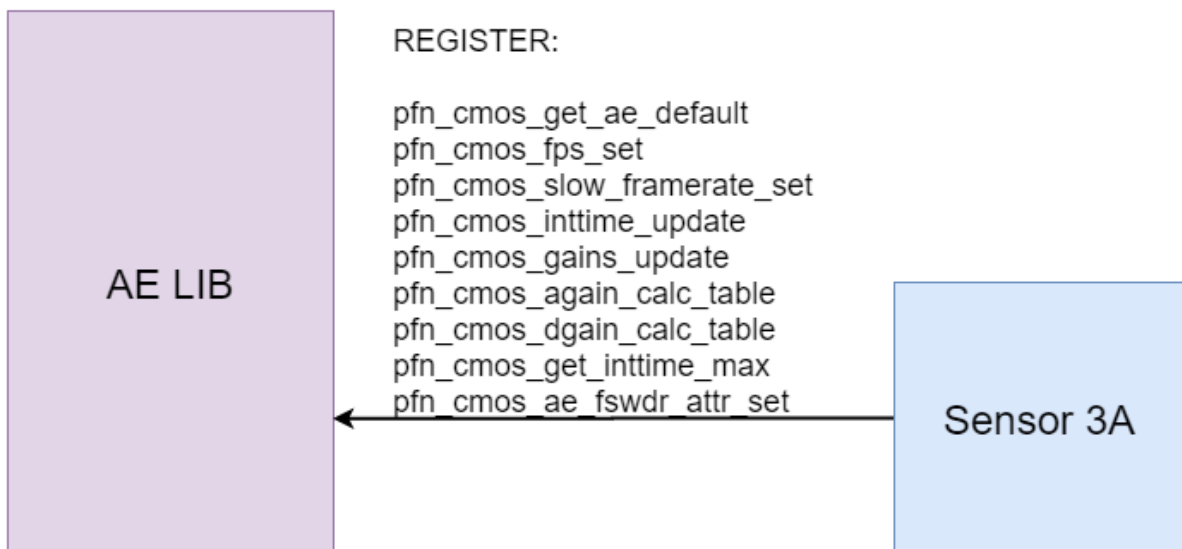 REGISTER:
pfn_cmos_get_ae_default
pfn_cmos_fps_set
pfn_cmos_slow_framerate_set
pfn_cmos_inttime_update
pfn_cmos_gains_update
pfn_cmos_again_calc_table
pfn_cmos_dgain_calc_table
pfn_cmos_get_inttime_max
pfn_cmos_ae_fswdr_attr_set
AE LIB
Sensor 3A